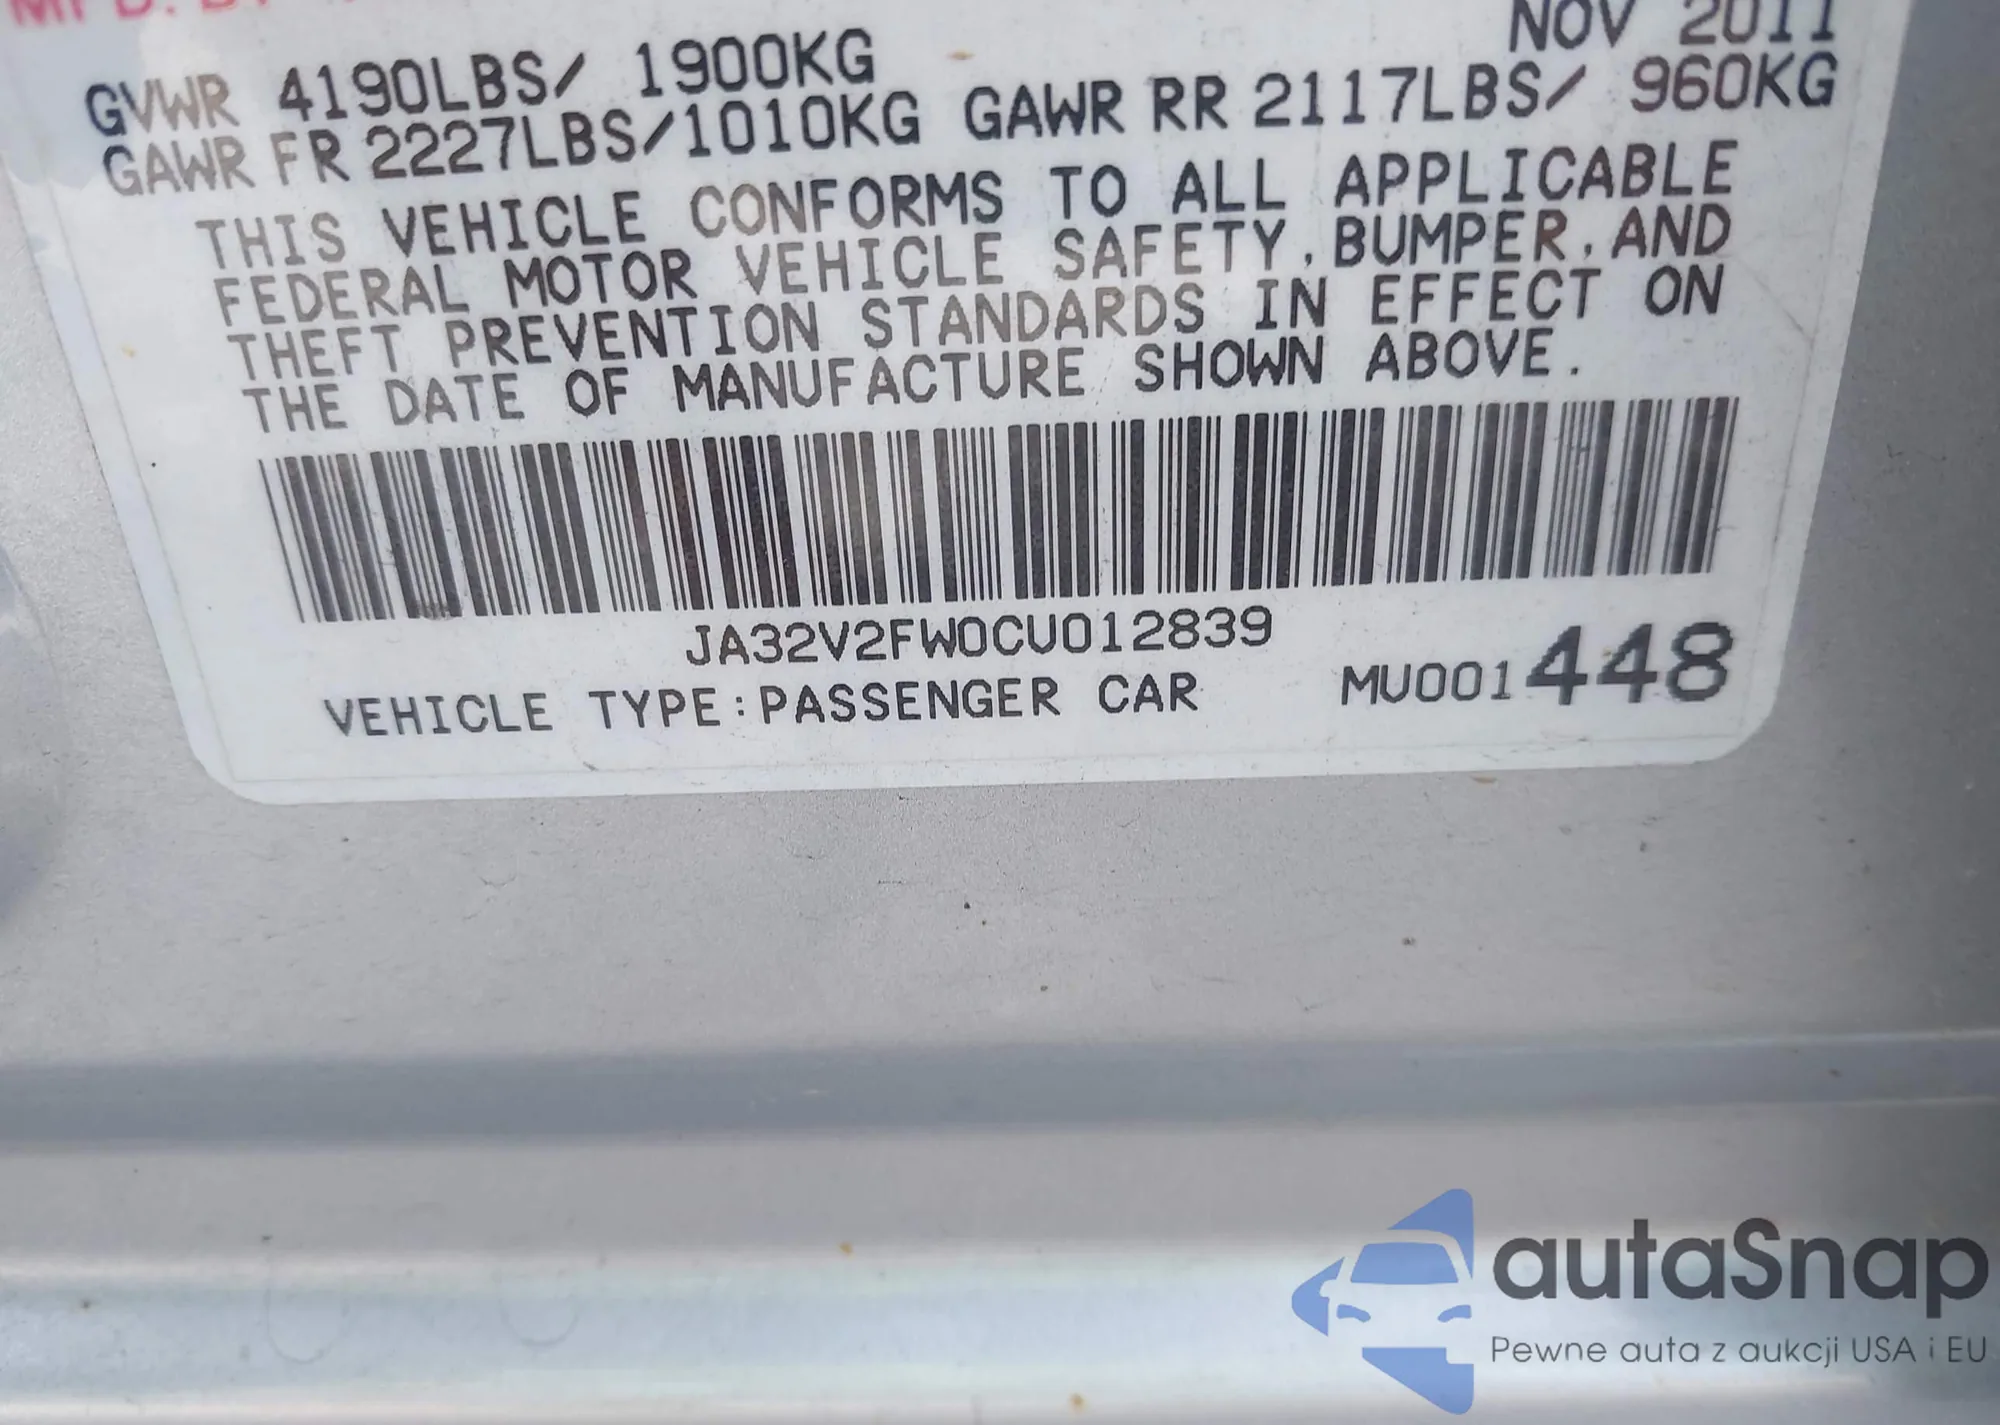 MFD. BY
NOV 2011
GVWR 4190LBS/ 1900KG
GAWR FR 2227LBS/1010KG GAWR RR 2117LBS/ 960KG
THIS VEHICLE CONFORMS TO ALL APPLICABLE
FEDERAL MOTOR VEHICLE SAFETY, BUMPER, AND
THEFT PREVENTION STANDARDS IN EFFECT ON
THE DATE OF MANUFACTURE SHOWN ABOVE.
JA32V2FW0CU012839
VEHICLE TYPE:PASSENGER CAR MU001448
autaSnap
Pewne auta z aukcji USA i EU